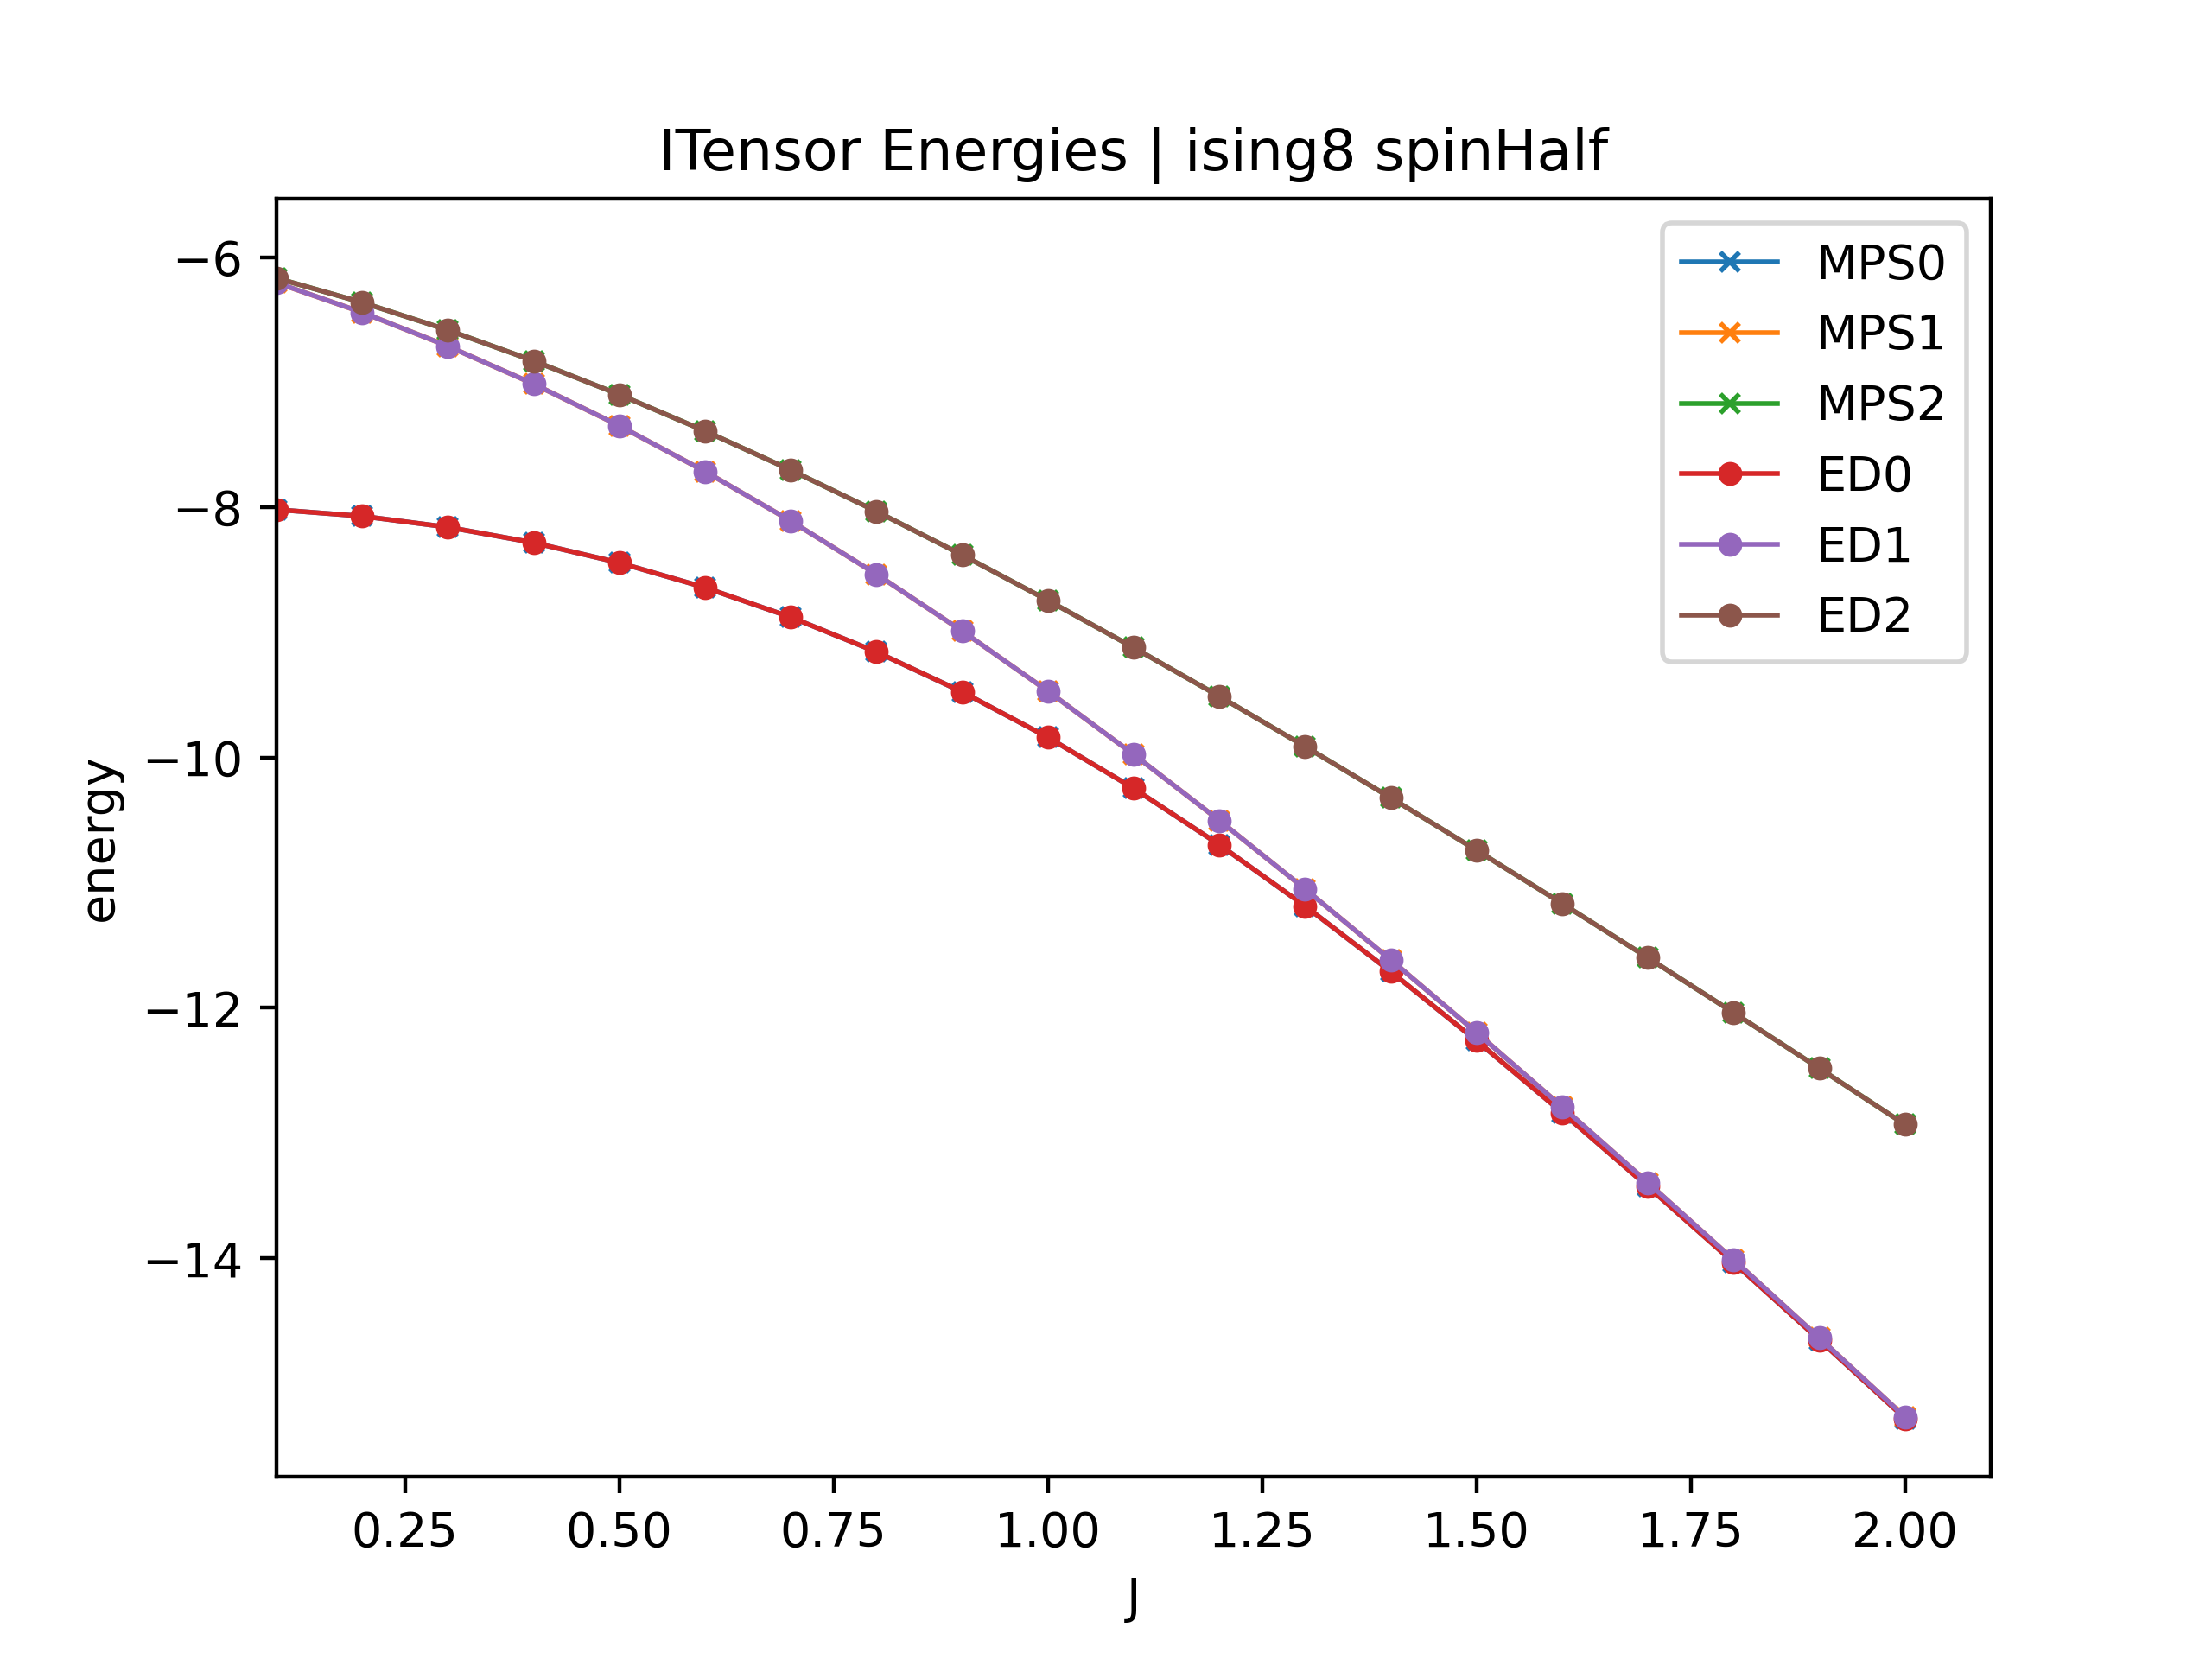 ITensor Energies | ising8 spinHalf
MPS0
MPS1
MPS2
ED0
ED1
ED2
−6
−8
−10
−12
−14
energy
0.25 0.50 0.75 1.00 1.25 1.50 1.75 2.00
J